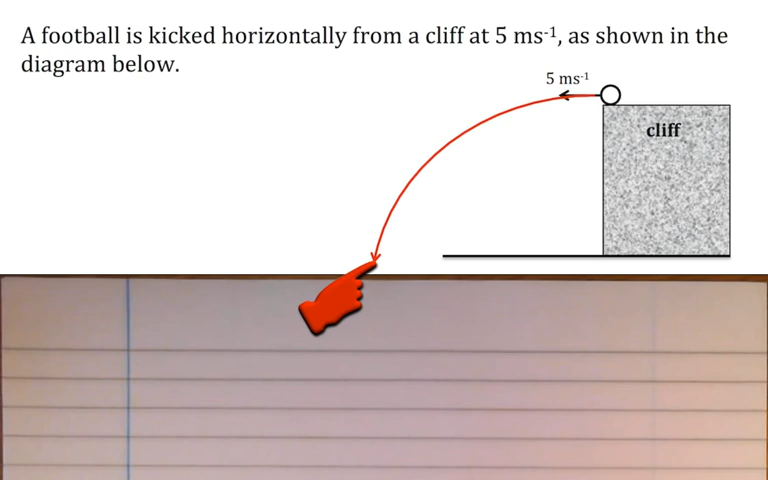 A football is kicked horizontally from a cliff at 5 ms⁻¹, as shown in the
diagram below.
5 ms⁻¹
cliff